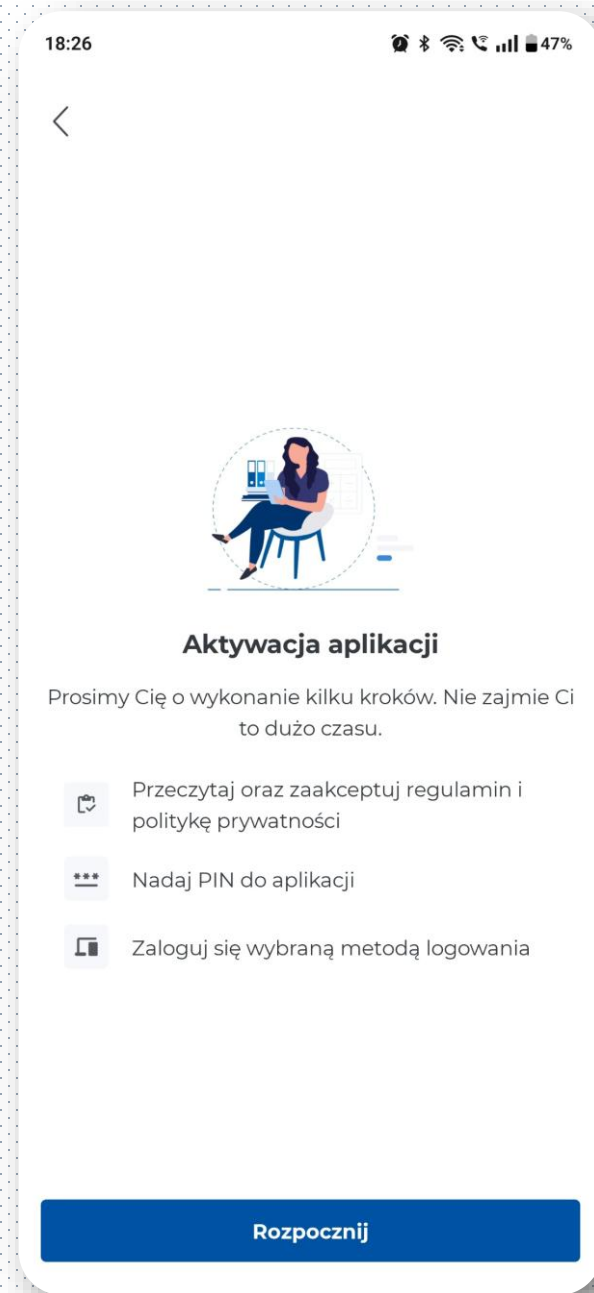 18:26
47%
Aktywacja aplikacji
Prosimy Cię o wykonanie kilku kroków. Nie zajmie Ci
to dużo czasu.
Przeczytaj oraz zaakceptuj regulamin i
politykę prywatności
***
Nadaj PIN do aplikacji
Zaloguj się wybraną metodą logowania
Rozpocznij